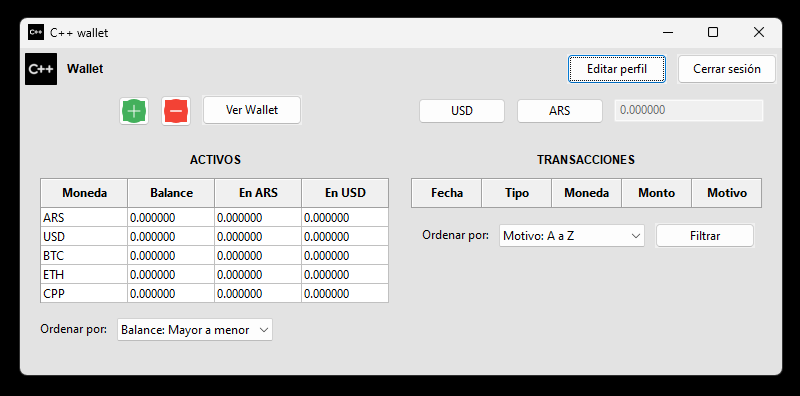 C++ C++ wallet
C++ Wallet Editar perfil Cerrar sesión
Ver Wallet USD ARS 0.000000
ACTIVOS
Moneda Balance En ARS En USD
ARS 0.000000 0.000000 0.000000
USD 0.000000 0.000000 0.000000
BTC 0.000000 0.000000 0.000000
ETH 0.000000 0.000000 0.000000
CPP 0.000000 0.000000 0.000000
Ordenar por: Balance: Mayor a menor
TRANSACCIONES
Fecha Tipo Moneda Monto Motivo
Ordenar por: Motivo: A a Z Filtrar